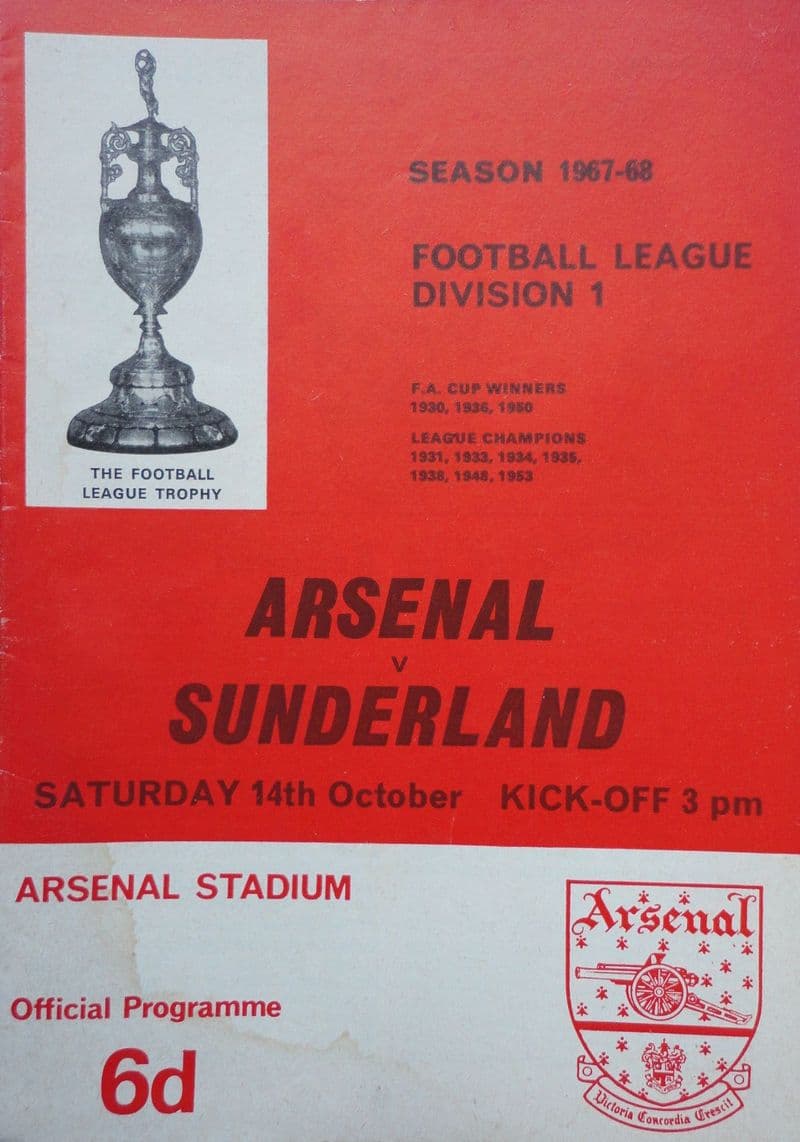 SEASON 1967-68
FOOTBALL LEAGUE
DIVISION 1
F.A. CUP WINNERS
1930, 1936, 1950
LEAGUE CHAMPIONS
1931, 1933, 1934, 1935,
1938, 1948, 1953
THE FOOTBALL
LEAGUE TROPHY
ARSENAL
V
SUNDERLAND
SATURDAY 14th October KICK-OFF 3 pm
ARSENAL STADIUM
Official Programme
6d
Arsenal
Victoria Concordia Crescit